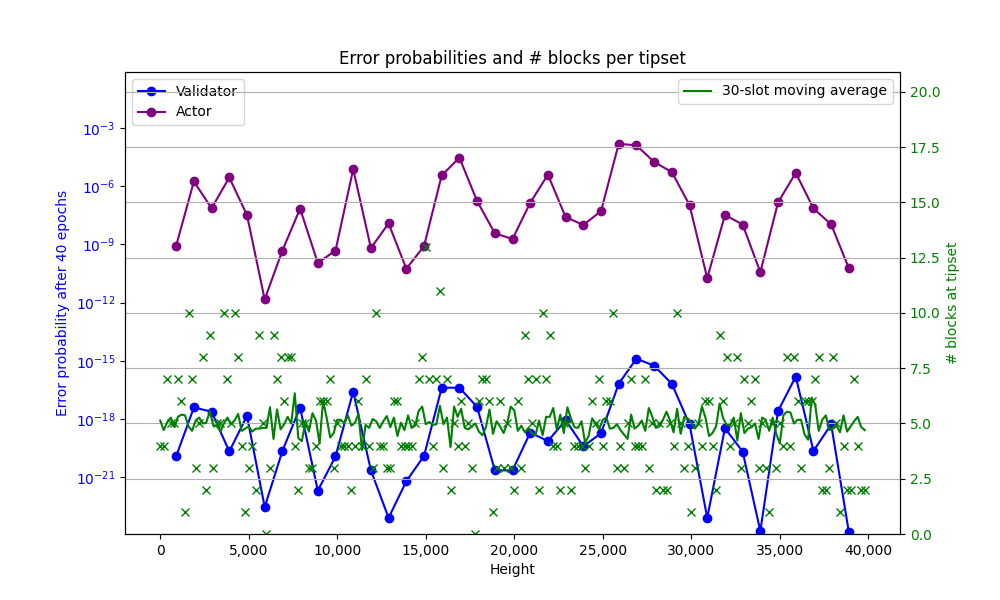 Error probabilities and # blocks per tipset
Validator
Actor
30-slot moving average
Error probability after 40 epochs
10⁻³
10⁻⁶
10⁻⁹
10⁻¹²
10⁻¹⁵
10⁻¹⁸
10⁻²¹
20.0
17.5
15.0
12.5
10.0
7.5
5.0
2.5
0.0
# blocks at tipset
0 5,000 10,000 15,000 20,000 25,000 30,000 35,000 40,000
Height